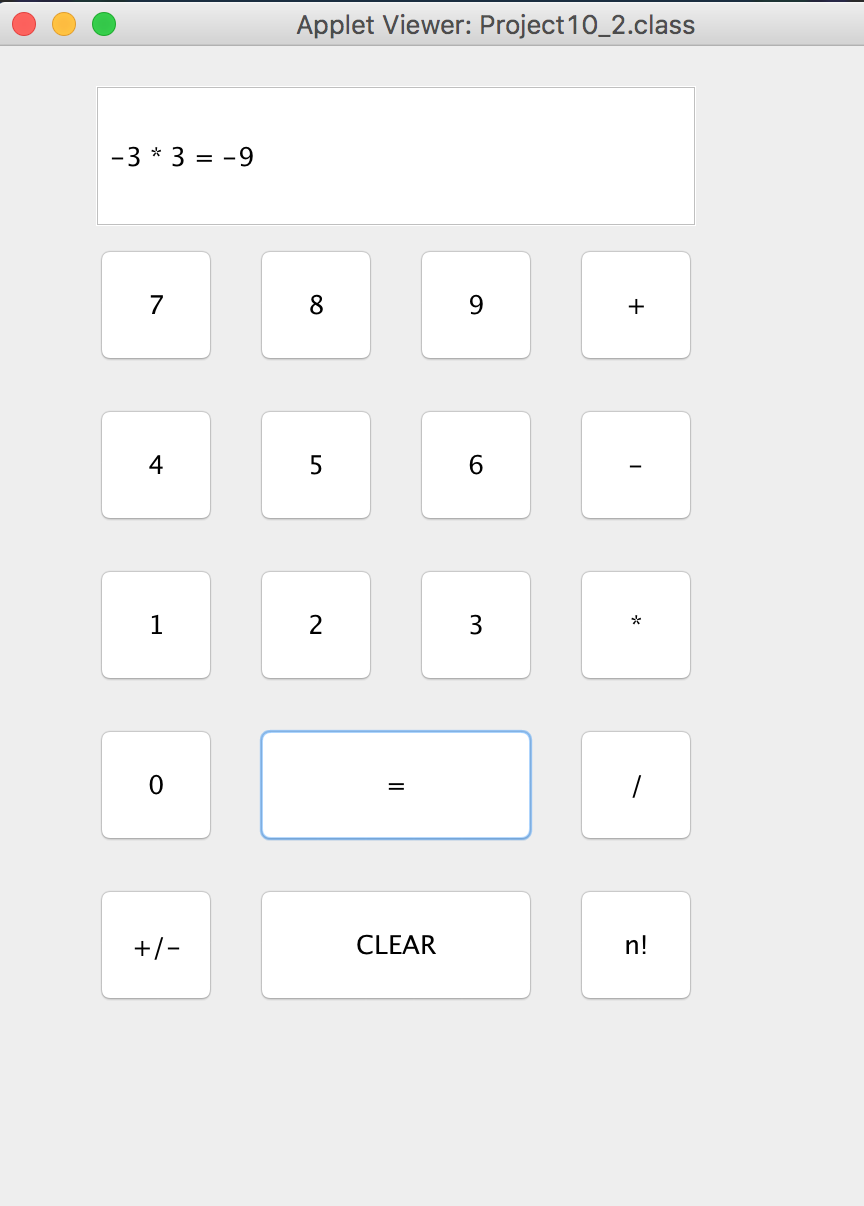 Applet Viewer: Project10_2.class
-3 * 3 = -9
7 8 9 +
4 5 6 -
1 2 3 *
0 = /
+/- CLEAR n!